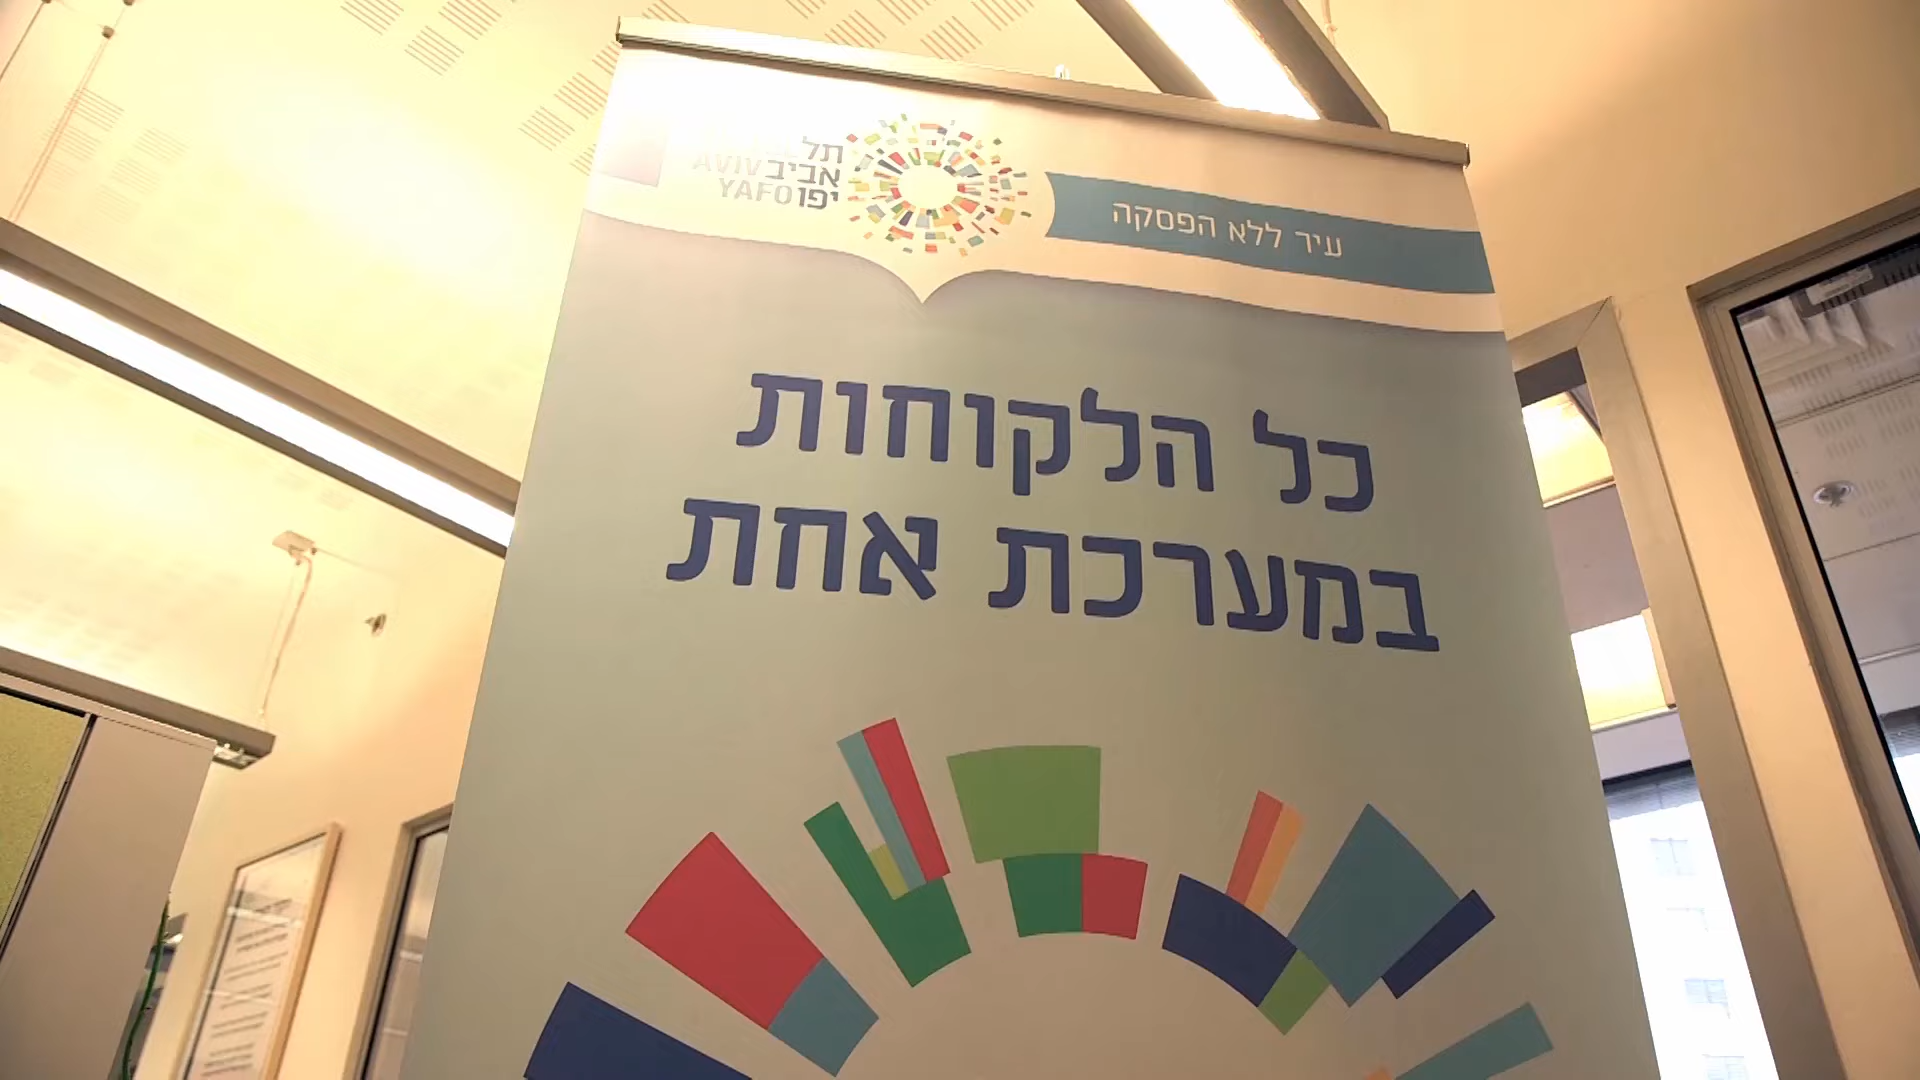 עיר ללא הפסקה
תל
אביב AVIV
יפו YAFO
כל הלקוחות
במערכת אחת